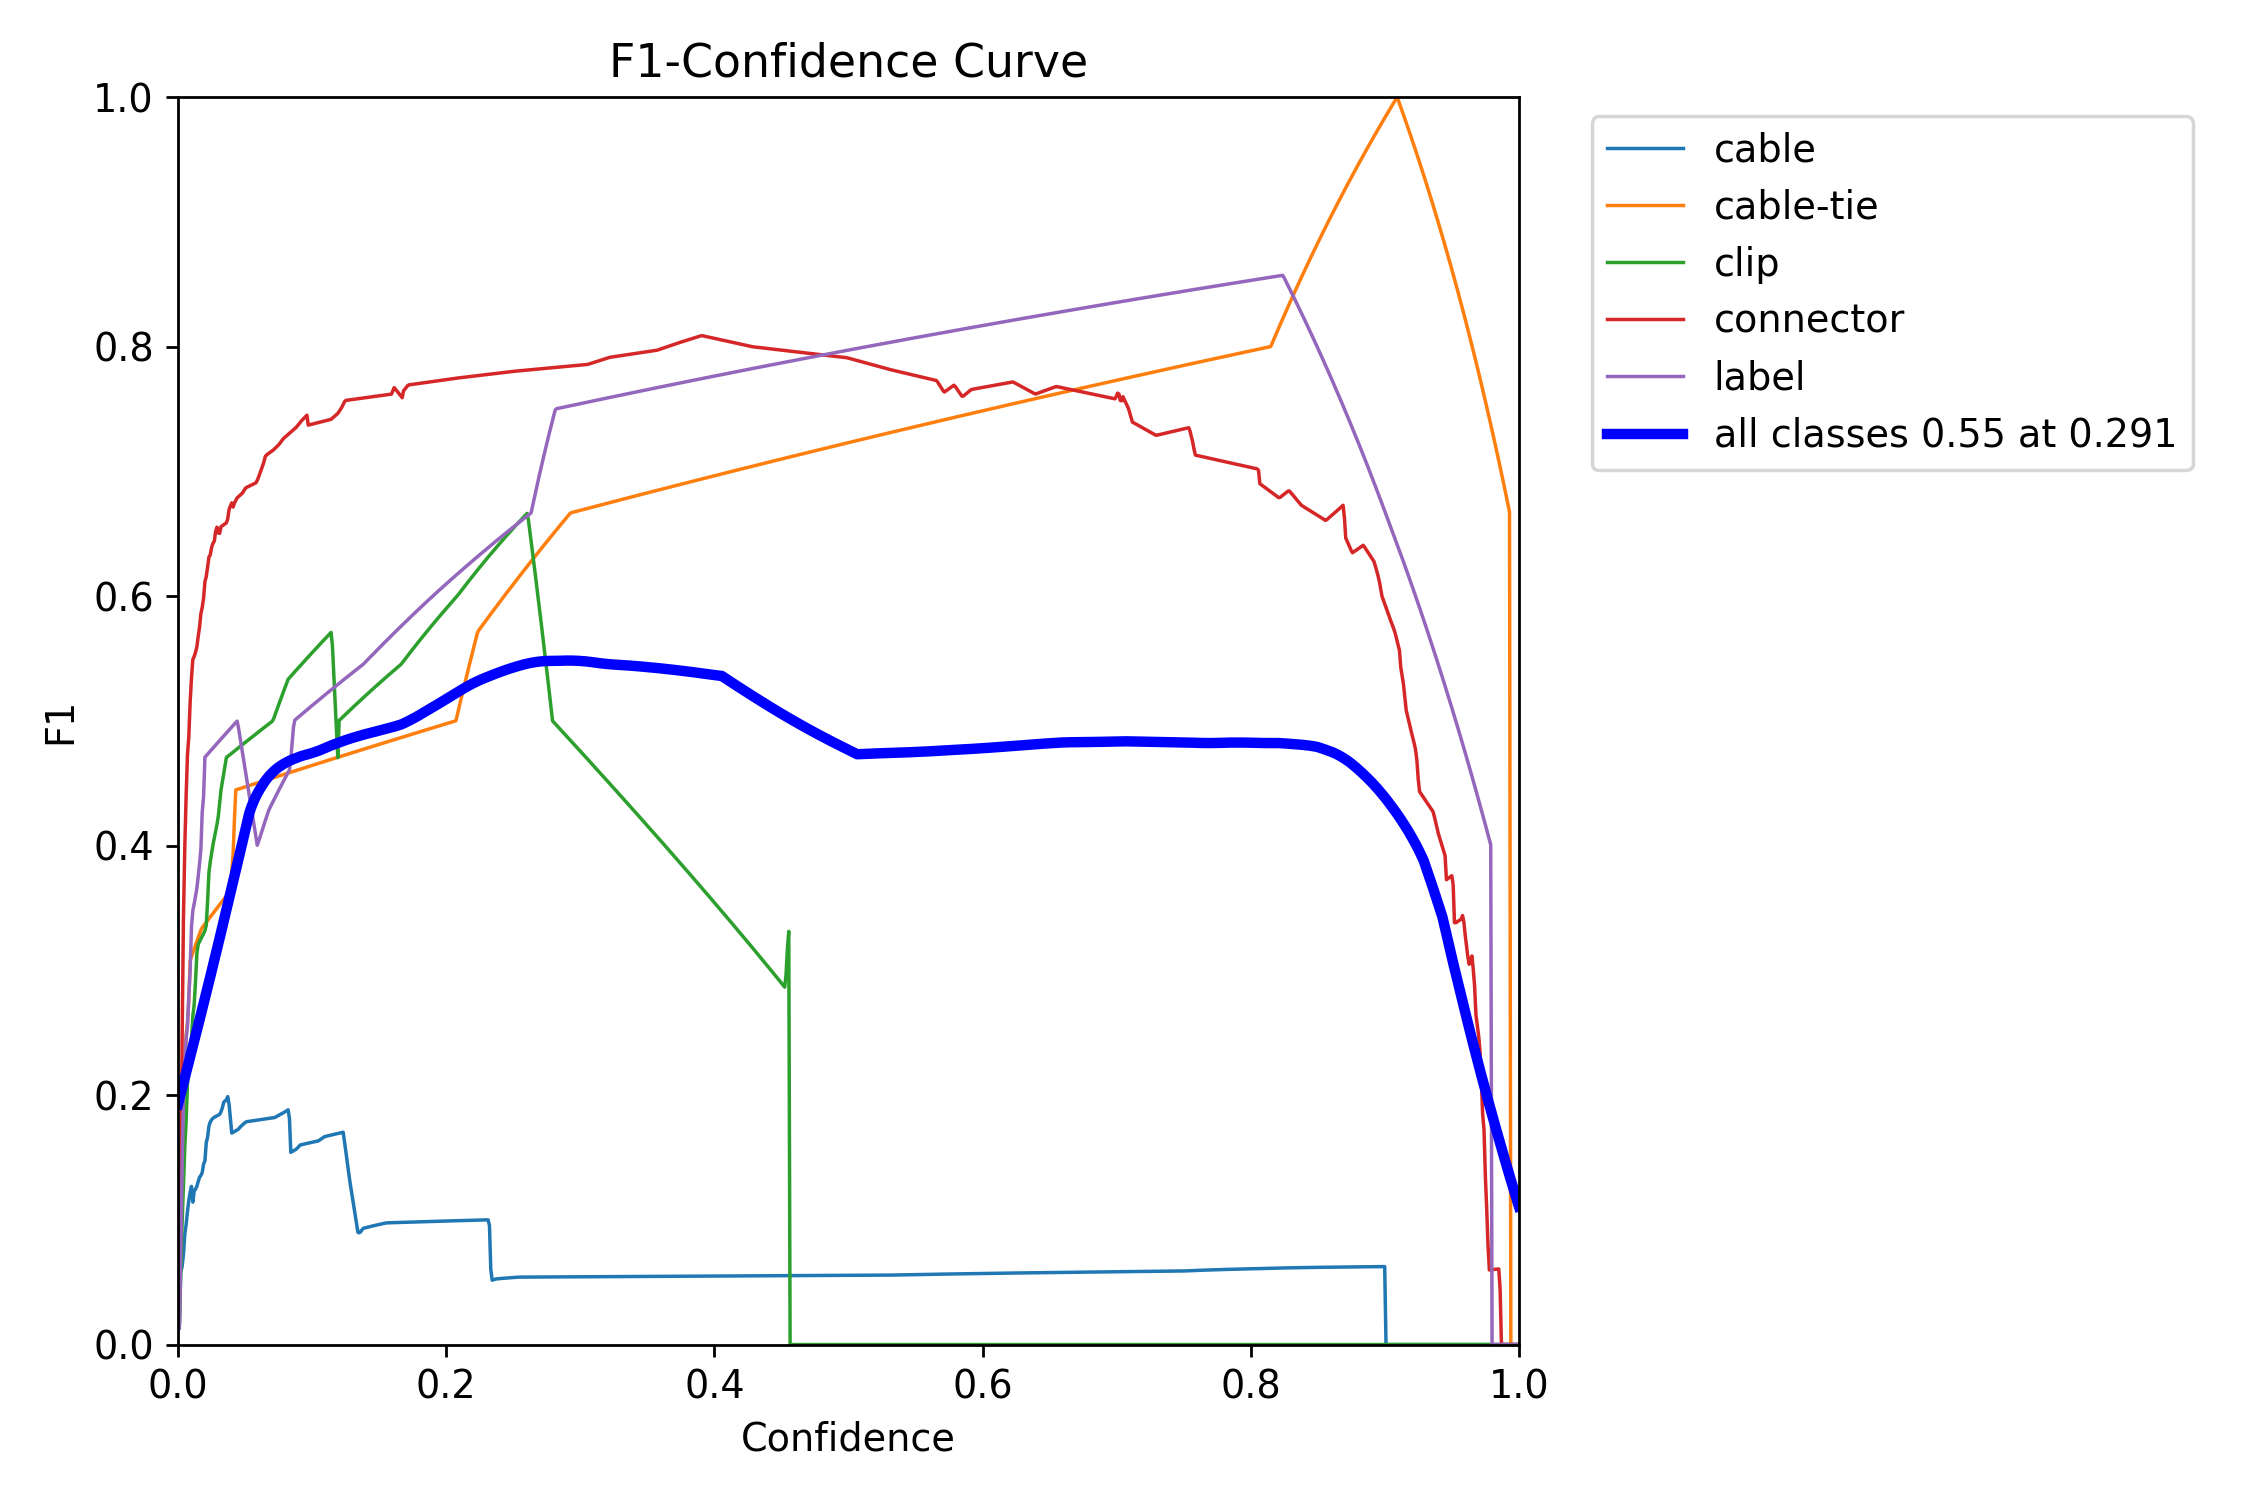 F1-Confidence Curve
1.0
0.8
0.6
0.4
0.2
0.0
F1
0.0 0.2 0.4 0.6 0.8 1.0
Confidence
cable
cable-tie
clip
connector
label
all classes 0.55 at 0.291